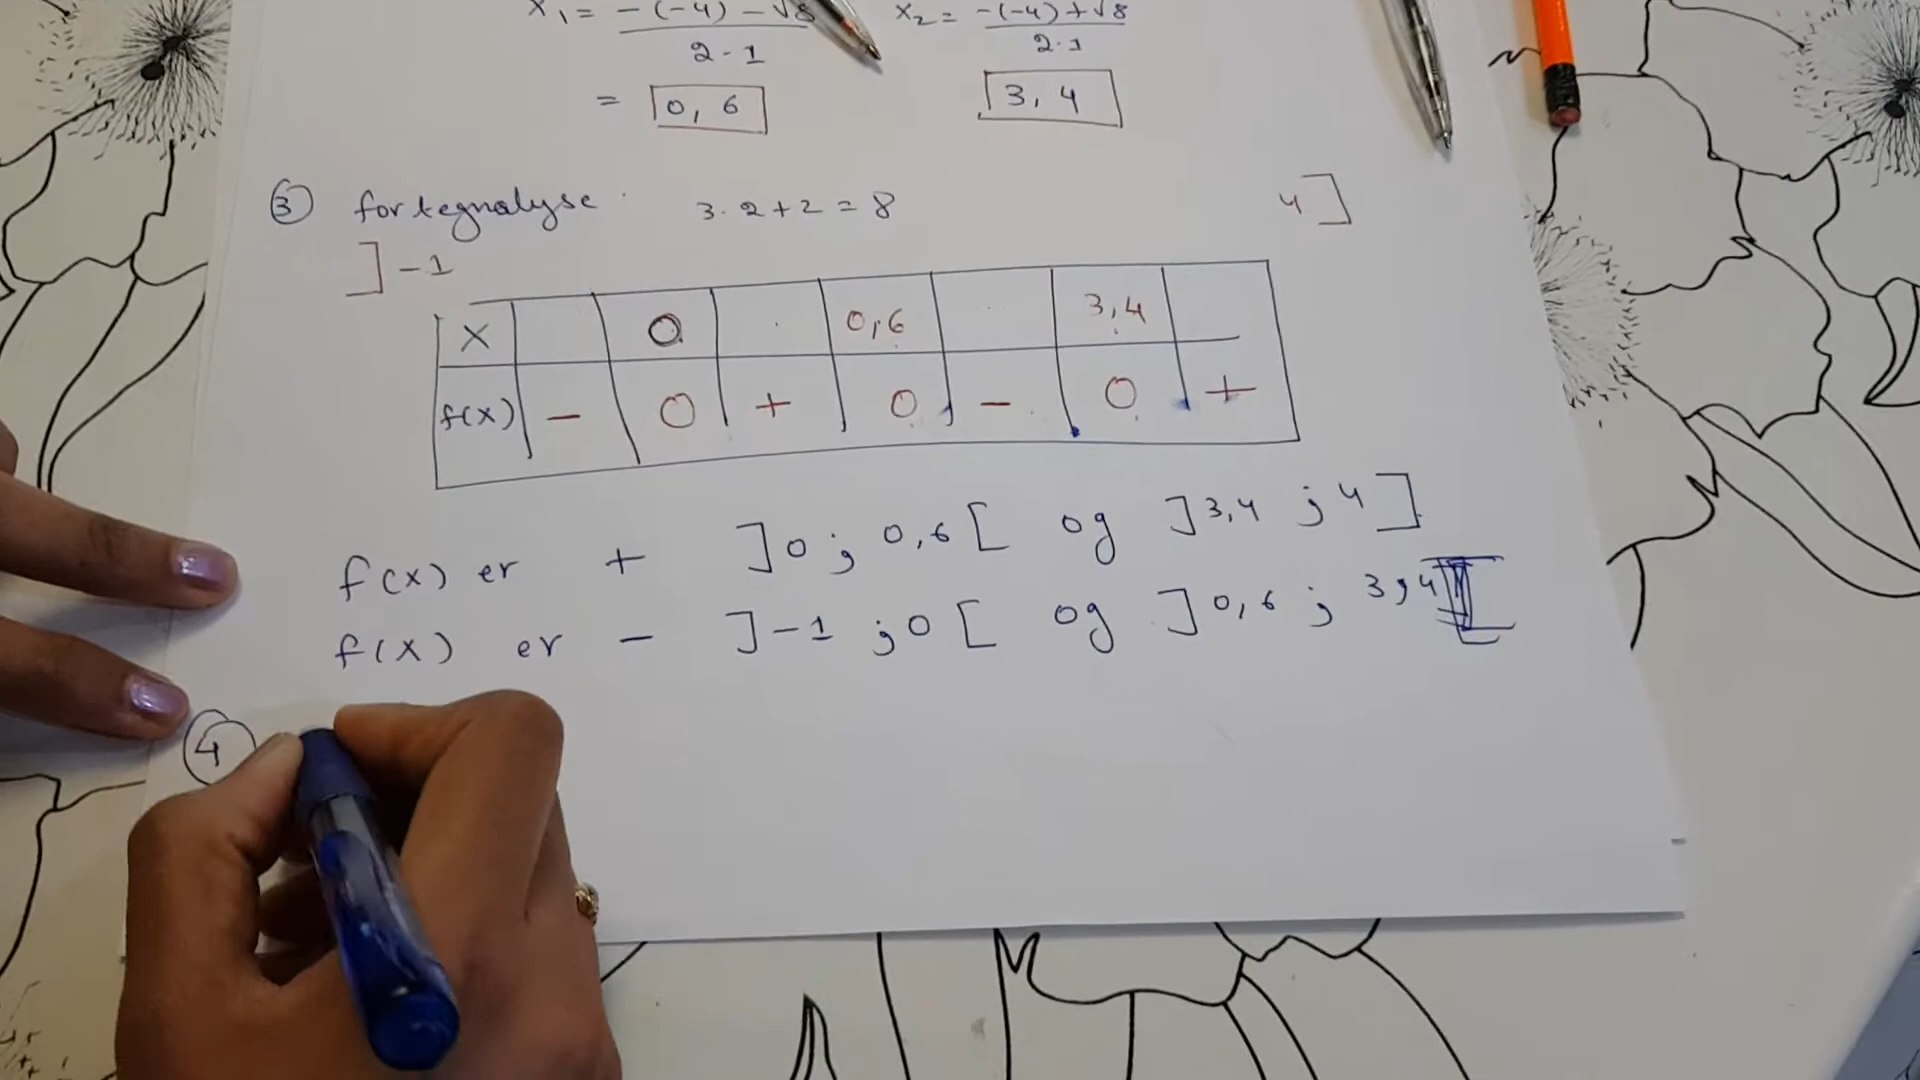 x₁ = -(-4) - √8 x₂ = -(-4) + √8
2 · 1 2 · 1
= 0,6 3,4
③ fortegnalyse 3 · 2 + 2 = 8 4]
] -1
X 0 0,6 3,4
f(x) - 0 + 0 - 0 +
f(x) er + ]0 ; 0,6[ og ]3,4 ; 4]
f(x) er - ]-1 ; 0[ og ]0,6 ; 3,4[
④